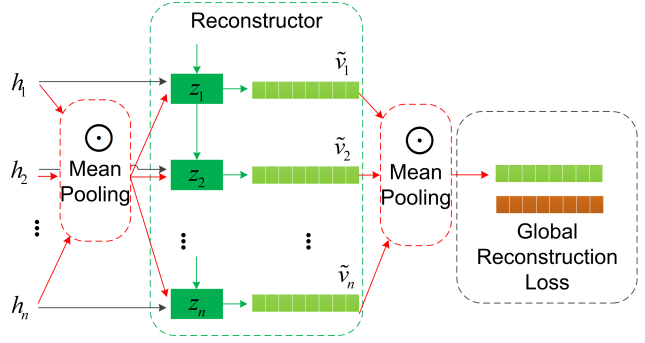 Reconstructor
h₁
z₁
ṽ₁
h₂
Mean
Pooling
z₂
ṽ₂
Mean
Pooling
Global
Reconstruction
Loss
hₙ
zₙ
ṽₙ